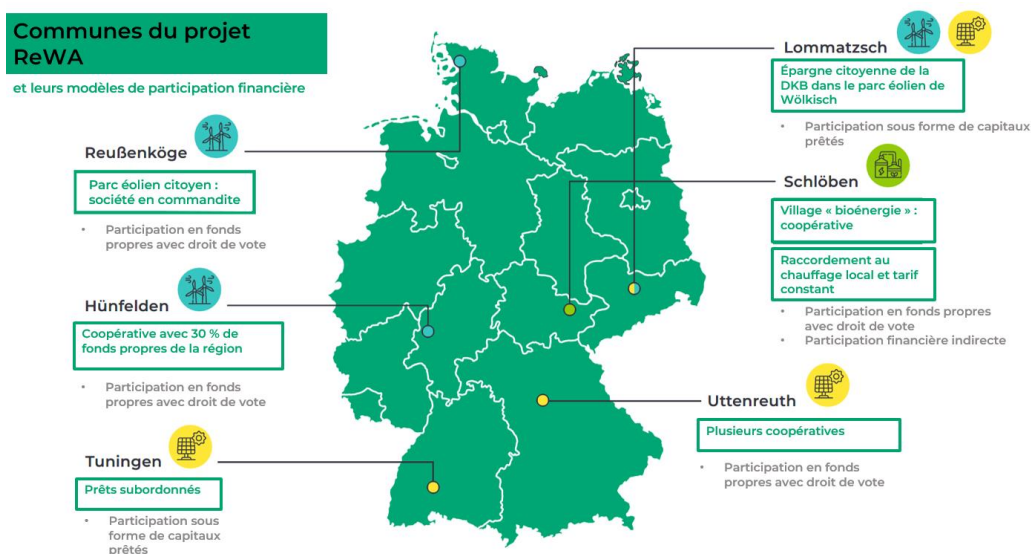 Communes du projet
ReWA
et leurs modèles de participation financière
Reußenköge
Parc éolien citoyen :
société en commandite
• Participation en fonds
propres avec droit de vote
Hünfelden
Coopérative avec 30 % de
fonds propres de la région
• Participation en fonds
propres avec droit de vote
Tuningen
Prêts subordonnés
• Participation sous
forme de capitaux
prêtés
Lommatzsch
Épargne citoyenne de la
DKB dans le parc éolien de
Wölkisch
• Participation sous forme de capitaux
prêtés
Schlöben
Village « bioénergie » :
coopérative
Raccordement au
chauffage local et tarif
constant
• Participation en fonds propres
avec droit de vote
• Participation financière indirecte
Uttenreuth
Plusieurs coopératives
• Participation en fonds
propres avec droit de vote